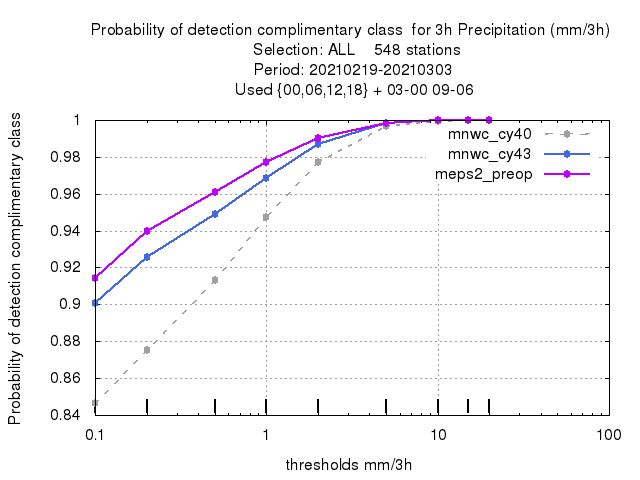 Probability of detection complimentary class  for 3h Precipitation (mm/3h)
Selection: ALL    548 stations
Period: 20210219-20210303
Used {00,06,12,18} + 03-00 09-06
Probability of detection complimentary class
1
0.98
0.96
0.94
0.92
0.9
0.88
0.86
0.84
mnwc_cy40
mnwc_cy43
meps2_preop
0.1
1
10
100
thresholds mm/3h